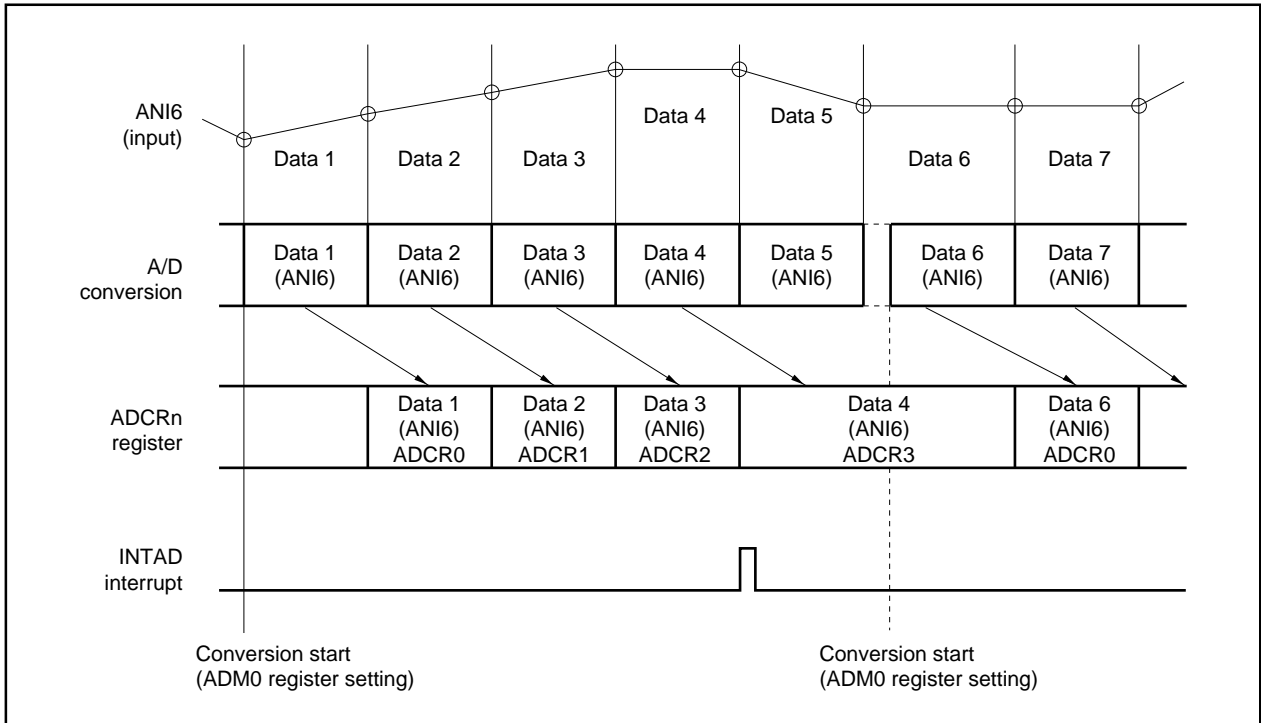 ANI6
(input)
Data 1
Data 2
Data 3
Data 4
Data 5
Data 6
Data 7
A/D
conversion
Data 1
(ANI6)
Data 2
(ANI6)
Data 3
(ANI6)
Data 4
(ANI6)
Data 5
(ANI6)
Data 6
(ANI6)
Data 7
(ANI6)
ADCRn
register
Data 1
(ANI6)
ADCR0
Data 2
(ANI6)
ADCR1
Data 3
(ANI6)
ADCR2
Data 4
(ANI6)
ADCR3
Data 6
(ANI6)
ADCR0
INTAD
interrupt
Conversion start
(ADM0 register setting)
Conversion start
(ADM0 register setting)